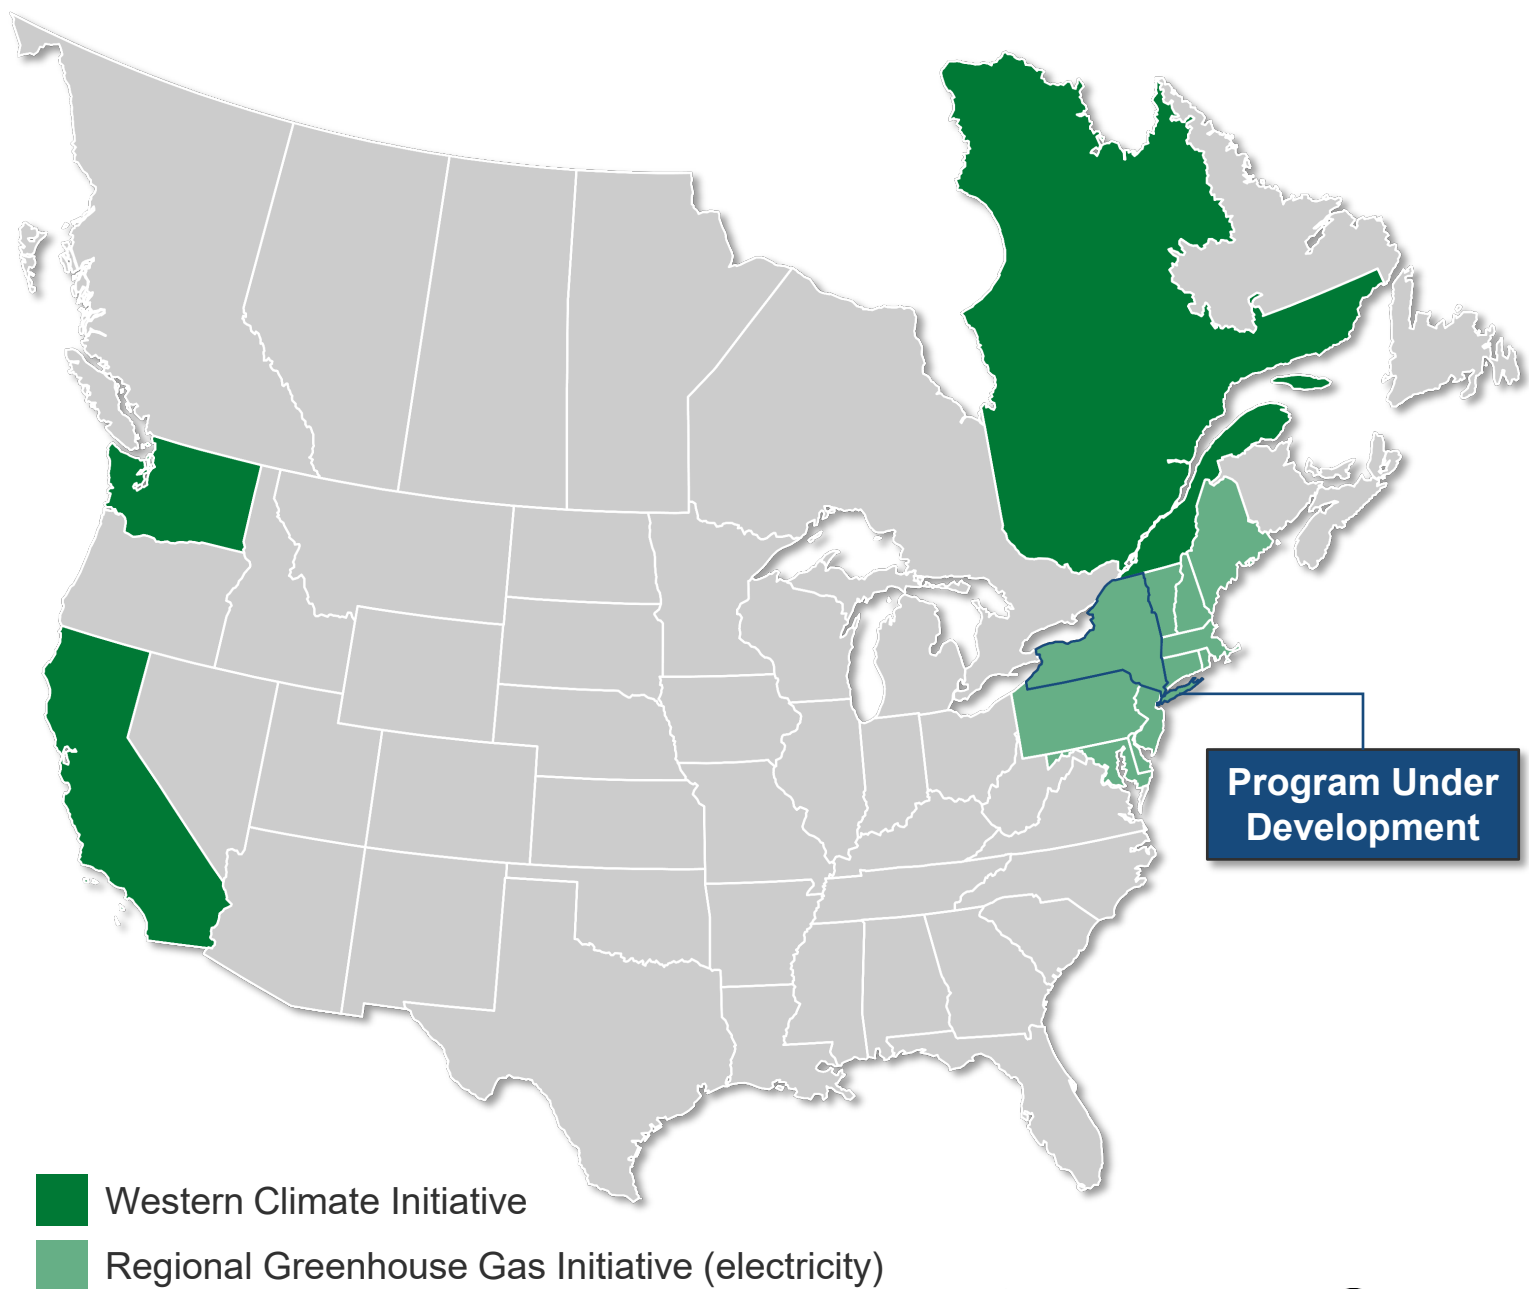 Program Under
Development
Western Climate Initiative
Regional Greenhouse Gas Initiative (electricity)